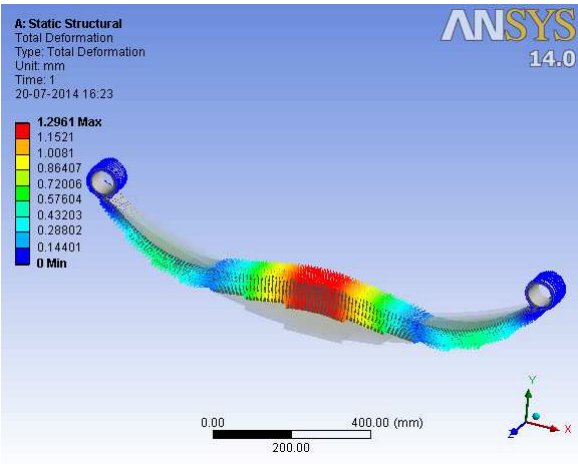 A: Static Structural
Total Deformation
Type: Total Deformation
Unit: mm
Time: 1
20-07-2014 16:23
ANSYS
14.0
1.2961 Max
1.1521
1.0081
0.86407
0.72006
0.57604
0.43203
0.28802
0.14401
0 Min
0.00
400.00 (mm)
200.00
Y
X
Z